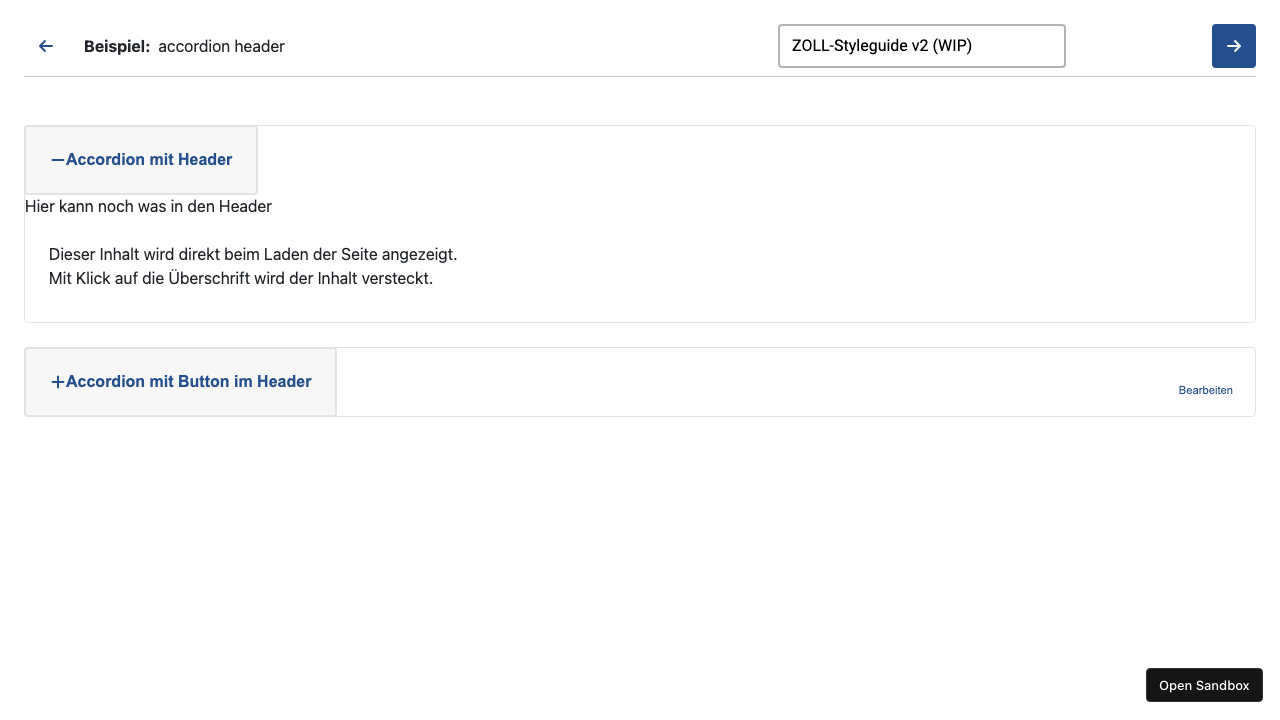 Beispiel: accordion header
ZOLL-Styleguide v2 (WIP)
Accordion mit Header
Hier kann noch was in den Header
Dieser Inhalt wird direkt beim Laden der Seite angezeigt.
Mit Klick auf die Überschrift wird der Inhalt versteckt.
Accordion mit Button im Header
Bearbeiten
Open Sandbox